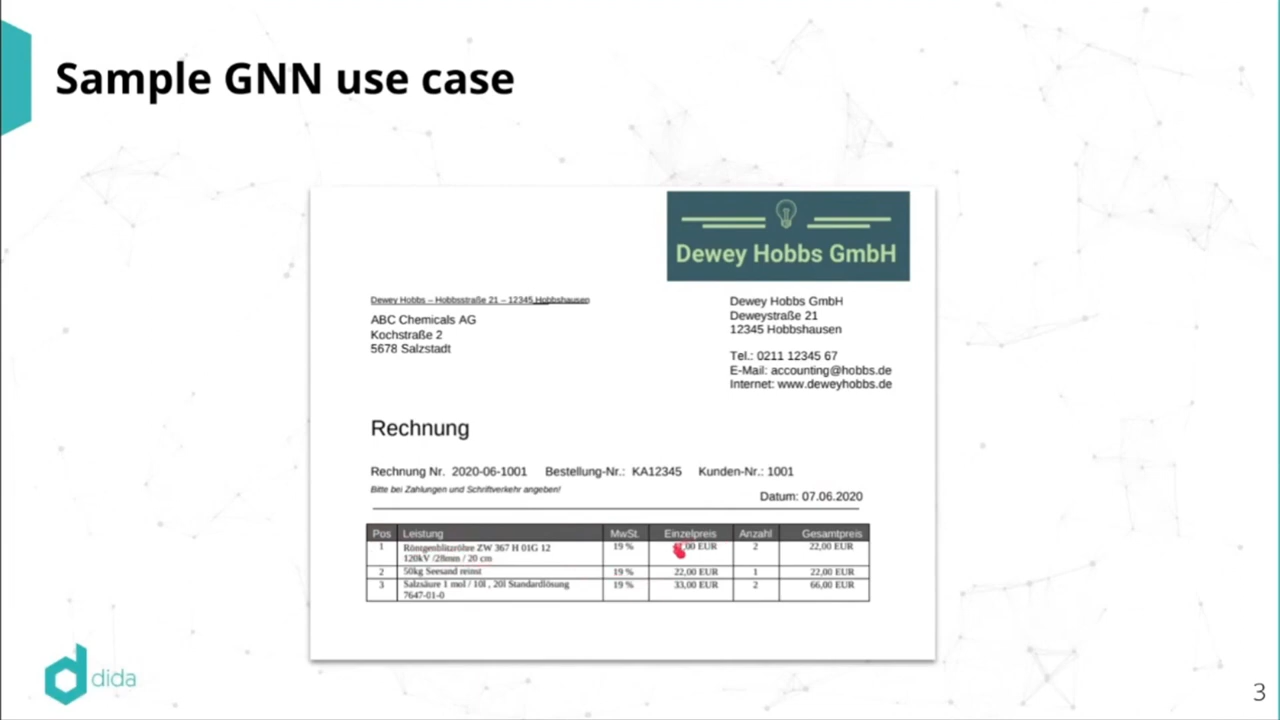 Sample GNN use case
Dewey Hobbs GmbH
Dewey Hobbs – Hobbsstraße 21 – 12345 Hobbshausen
ABC Chemicals AG
Kochstraße 2
5678 Salzstadt
Dewey Hobbs GmbH
Deweystraße 21
12345 Hobbshausen
Tel.: 0211 12345 67
E-Mail: accounting@hobbs.de
Internet: www.deweyhobbs.de
Rechnung
Rechnung Nr. 2020-06-1001 Bestellung-Nr.: KA12345 Kunden-Nr.: 1001
Bitte bei Zahlungen und Schriftverkehr angeben!
Datum: 07.06.2020
Pos Leistung MwSt. Einzelpreis Anzahl Gesamtpreis
1 Röntgenblitzröhre ZW 367 H 01G 12 19 % EUR 2 22,00 EUR
120kV /28mm / 20 cm
2 50kg Seesand reinst 19 % 22,00 EUR 1 22,00 EUR
3 Salzsäure 1 mol / 10l , 20l Standardlösung 19 % 33,00 EUR 2 66,00 EUR
7647-01-0
dida
3